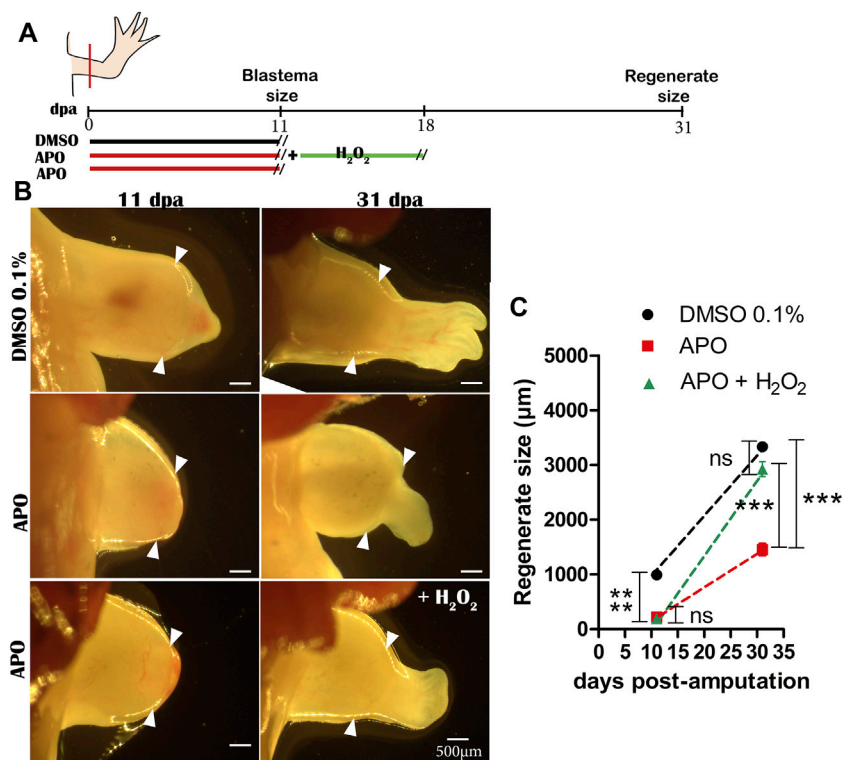 A
Blastema
size
Regenerate
size
dpa
0
11
18
31
DMSO
APO
+
H₂O₂
APO
B
11 dpa
31 dpa
DMSO 0.1%
APO
APO
+ H₂O₂
500μm
C
DMSO 0.1%
APO
APO + H₂O₂
Regenerate size (μm)
5000
4000
3000
2000
1000
0
ns
***
***
**
**
ns
0 5 10 15 20 25 30 35
days post-amputation